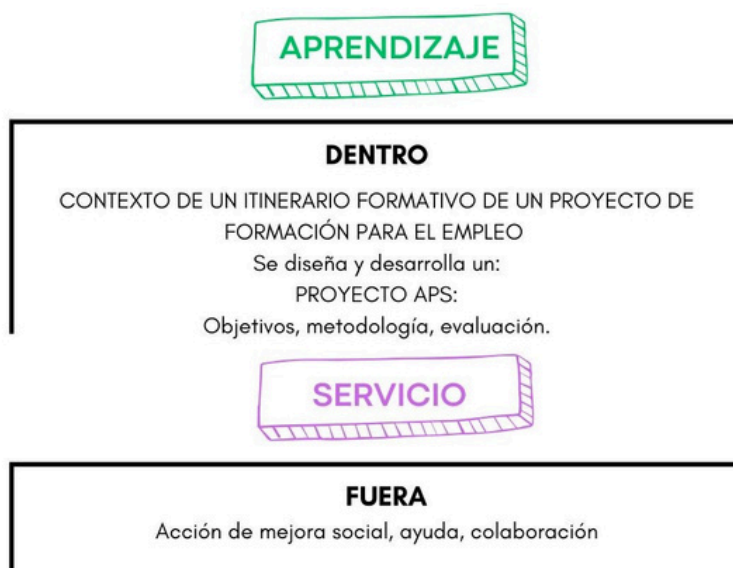 APRENDIZAJE
DENTRO
CONTEXTO DE UN ITINERARIO FORMATIVO DE UN PROYECTO DE
FORMACIÓN PARA EL EMPLEO
Se diseña y desarrolla un:
PROYECTO APS:
Objetivos, metodología, evaluación.
SERVICIO
FUERA
Acción de mejora social, ayuda, colaboración